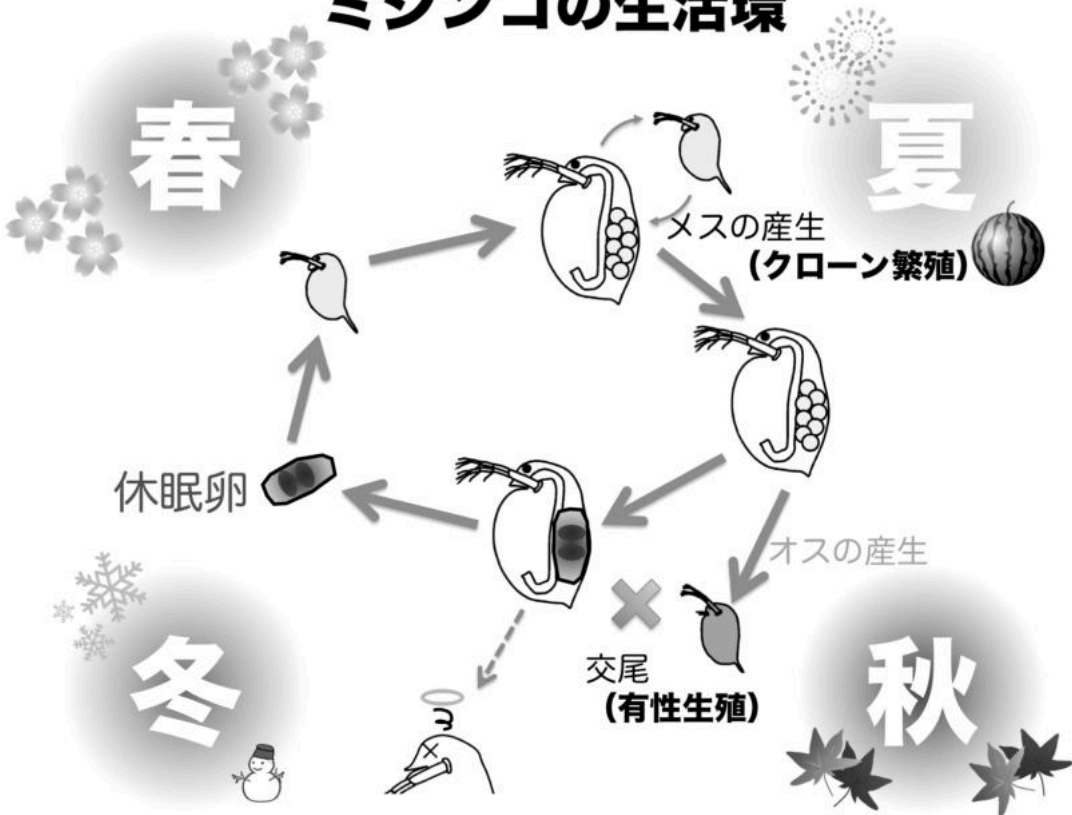 ミジンコの生活環
春
夏
メスの産生
(クローン繁殖)
休眠卵
オスの産生
交尾
(有性生殖)
冬
秋